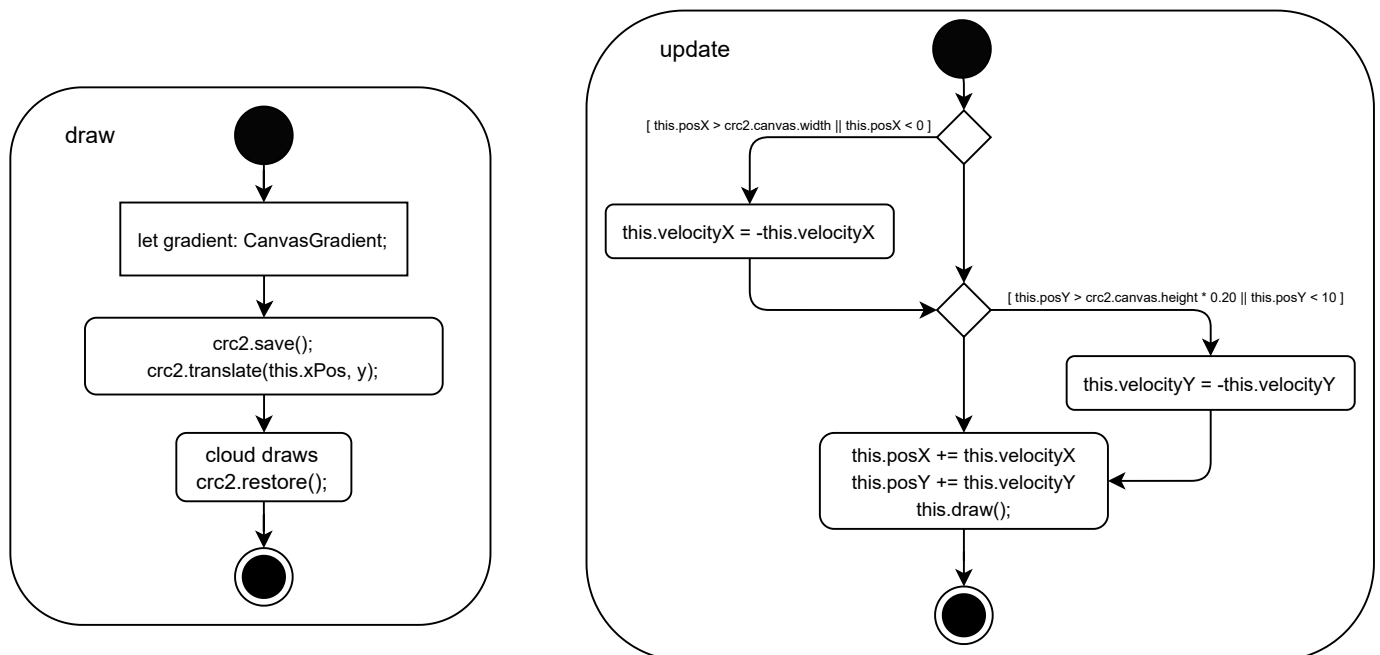 draw
let gradient: CanvasGradient;
crc2.save();
crc2.translate(this.xPos, y);
cloud draws
crc2.restore();
update
[ this.posX > crc2.canvas.width || this.posX < 0 ]
this.velocityX = -this.velocityX
[ this.posY > crc2.canvas.height * 0.20 || this.posY < 10 ]
this.velocityY = -this.velocityY
this.posX += this.velocityX
this.posY += this.velocityY
this.draw();